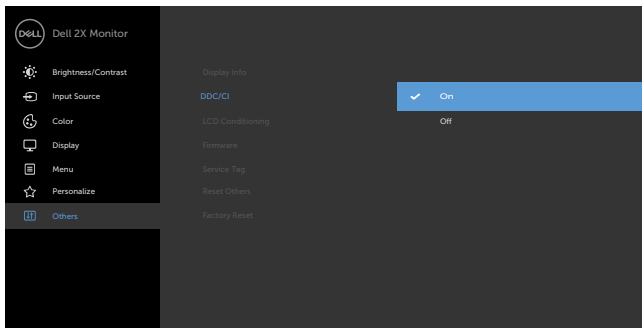 DELL Dell 2X Monitor
Brightness/Contrast
Display Info
Input Source
DDC/CI
On
Color
LCD Conditioning
Off
Display
Firmware
Menu
Service Tag
Personalize
Reset Others
Others
Factory Reset